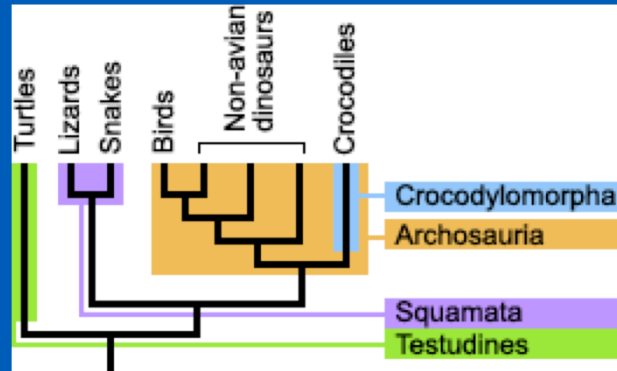 Turtles
Lizards
Snakes
Birds
Non-avian
dinosaurs
Crocodiles
Crocodylomorpha
Archosauria
Squamata
Testudines